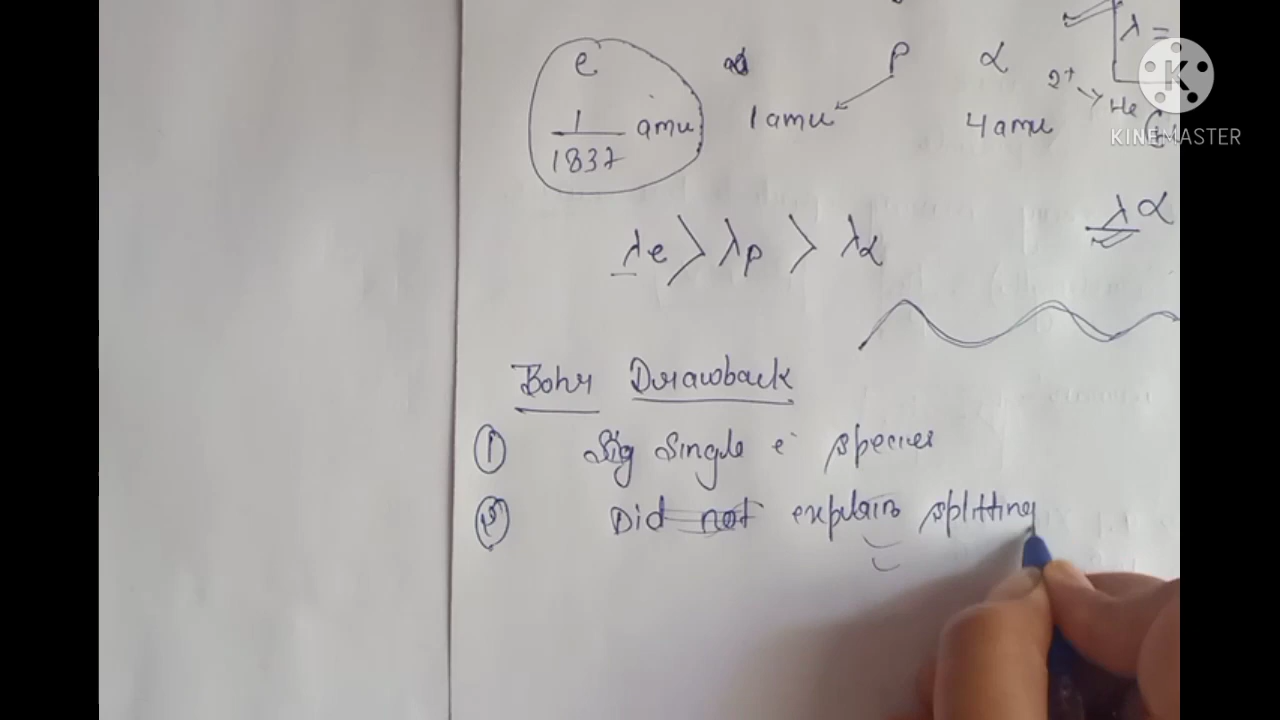 λ =
e p α
2+ → He
1/1837 amu 1 amu 4 amu
KINEMASTER
λ α
λe > λp > λα
Bohr Drawback
① Sig Single e⁻ species
② Did not explain splitting